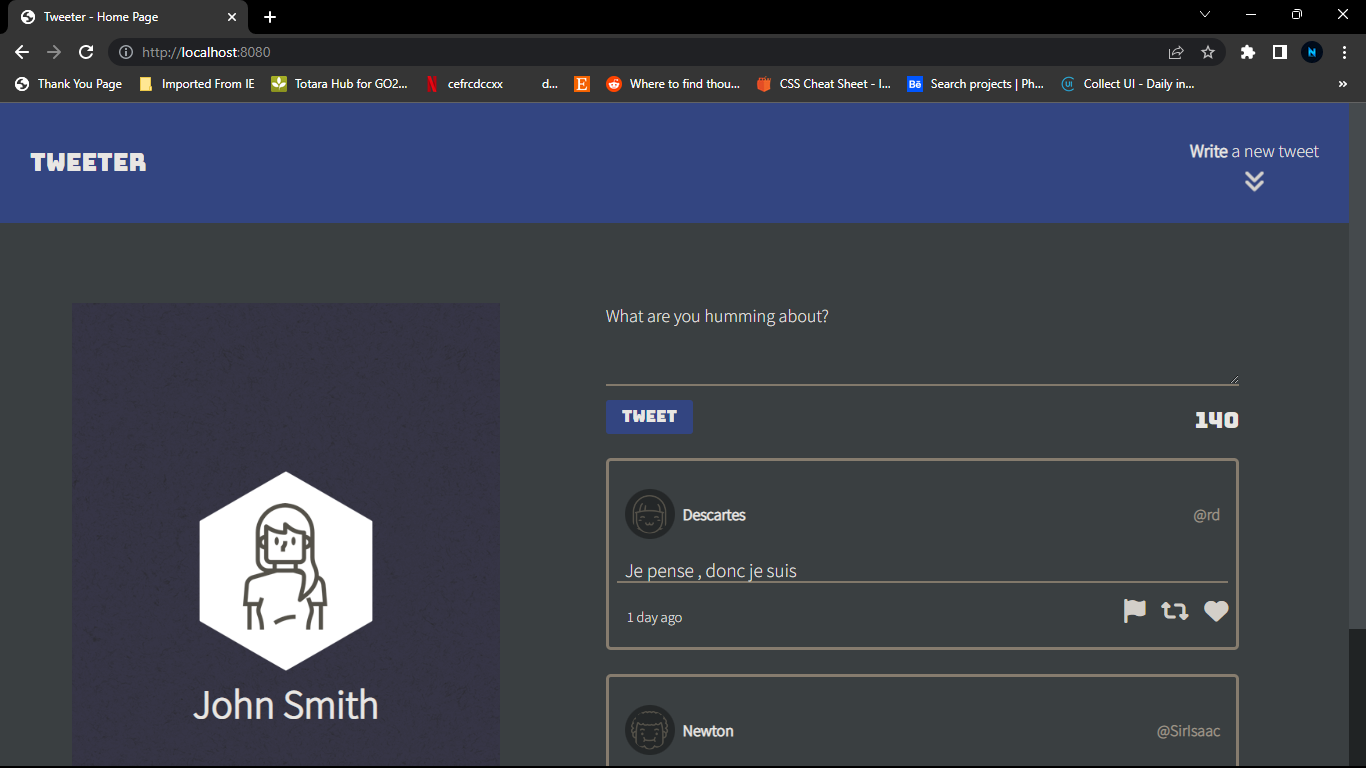 Tweeter - Home Page
http://localhost:8080
N
Thank You Page
Imported From IE
Totara Hub for GO2...
N
cefrcdccxx
d...
E
Where to find thou...
CSS Cheat Sheet - I...
Bē
Search projects | Ph...
UI
Collect UI - Daily in...
»
TWEETER
Write a new tweet
What are you humming about?
TWEET
140
Descartes
@rd
Je pense , donc je suis
1 day ago
John Smith
Newton
@SirIsaac